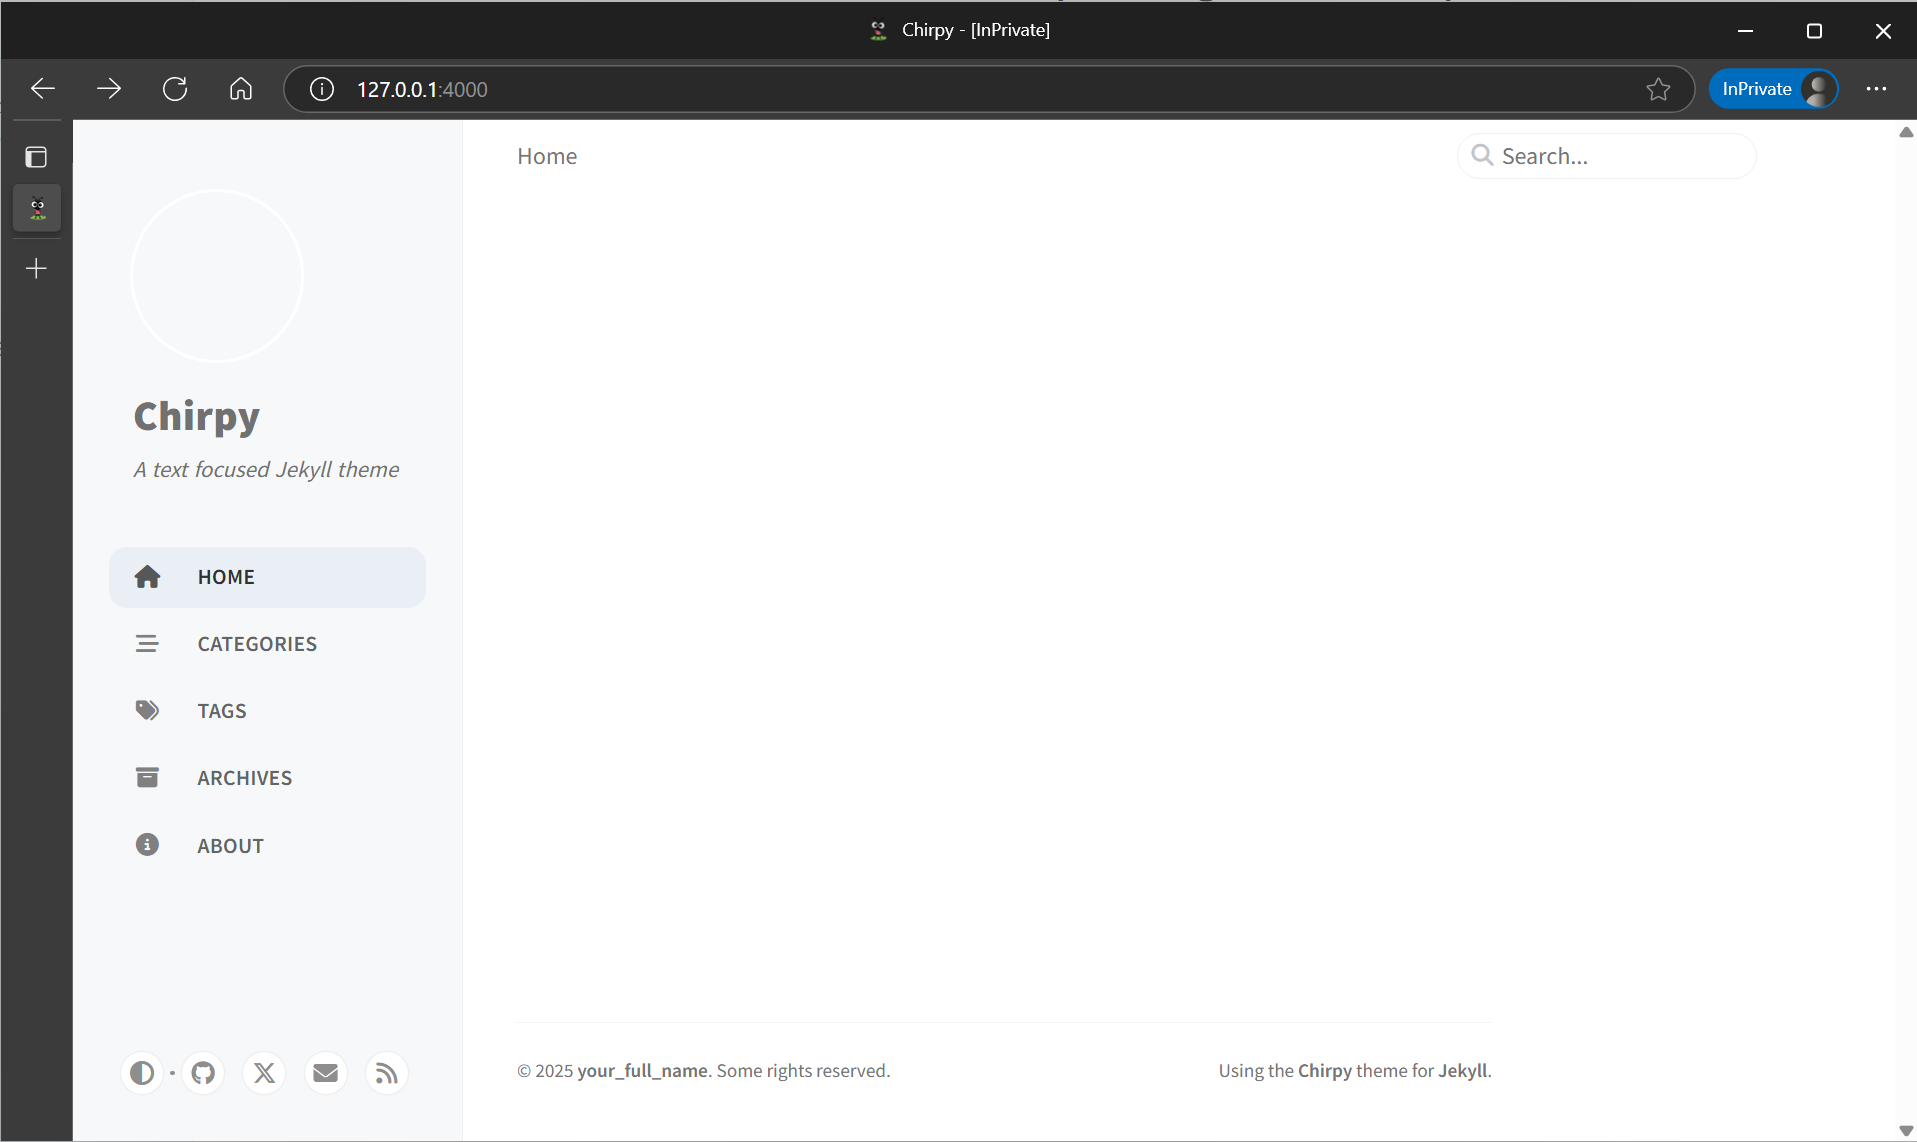 Chirpy - [InPrivate]
127.0.0.1:4000
InPrivate
Home
Search...
Chirpy
A text focused Jekyll theme
HOME
CATEGORIES
TAGS
ARCHIVES
ABOUT
© 2025 your_full_name. Some rights reserved.
Using the Chirpy theme for Jekyll.